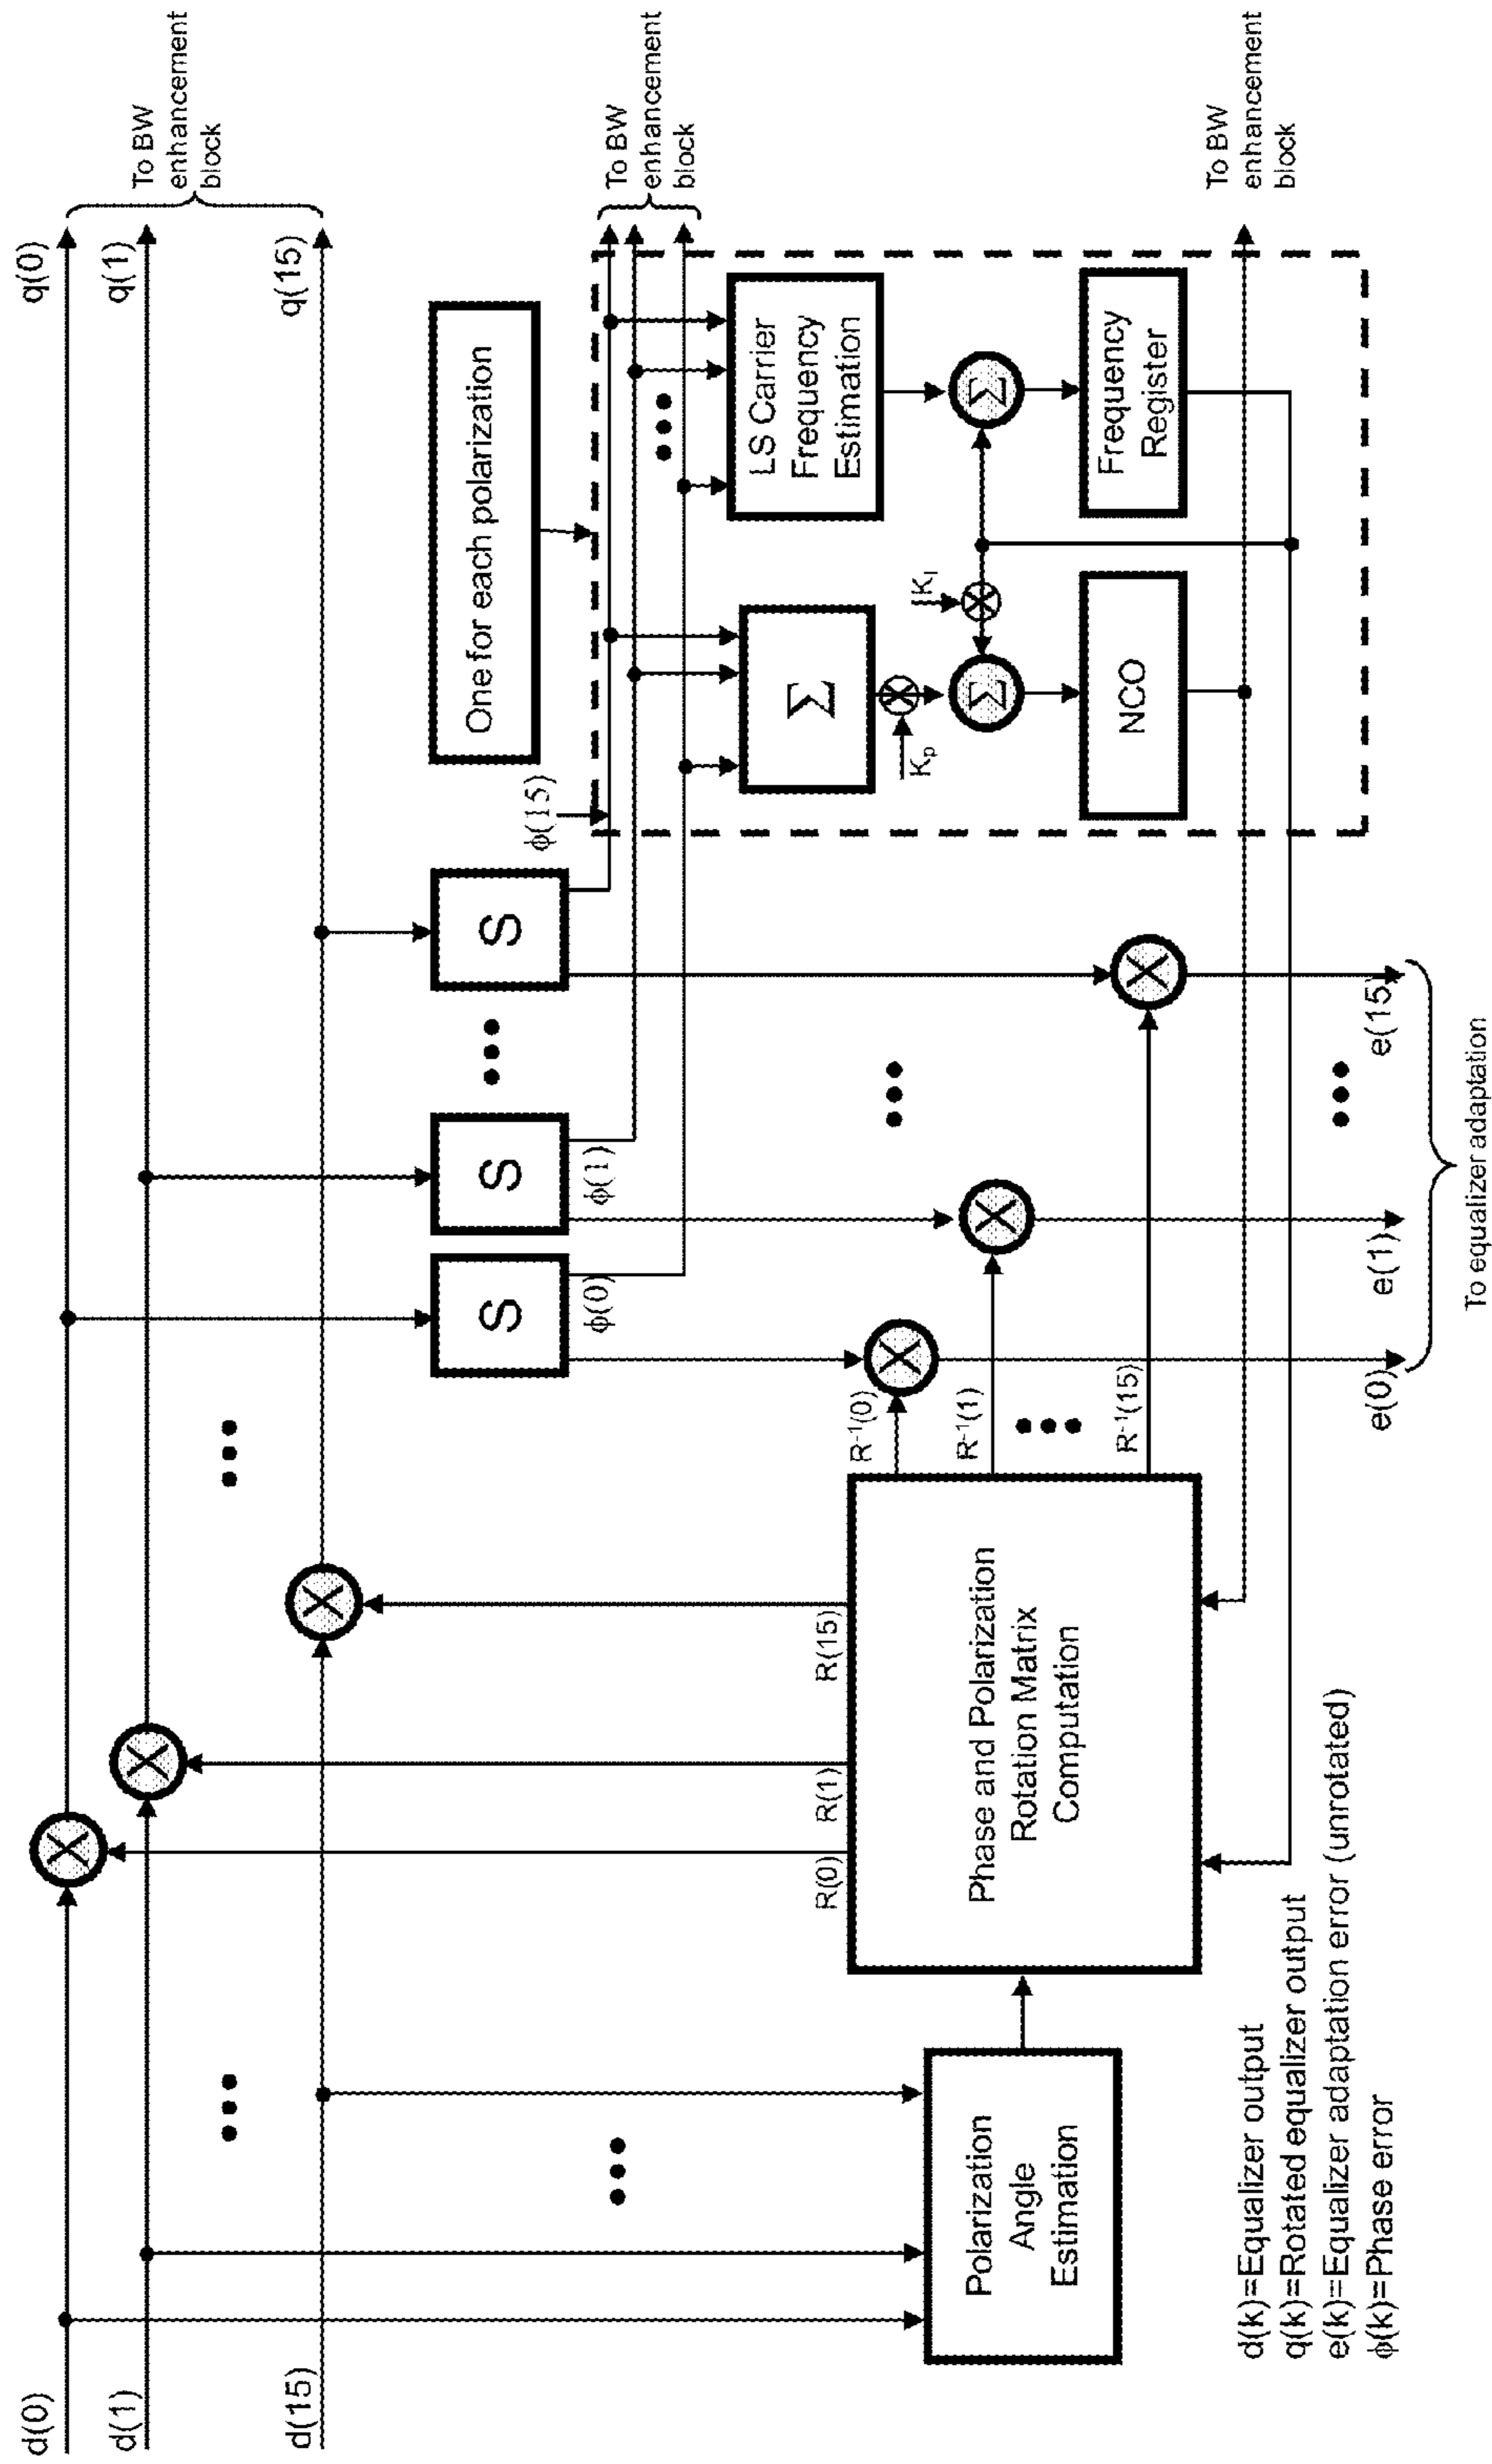 d(0)
q(0)
d(1)
q(1)
To BW
enhancement
block
d(15)
q(15)
One for each polarization
S
S
S
φ(0)
φ(1)
φ(15)
To BW
enhancement
block
Σ
LS Carrier
Frequency
Estimation
Kp
KI
Σ
Σ
NCO
Frequency
Register
To BW
enhancement
block
R(0)
R(1)
R(15)
R-1(0)
R-1(1)
R-1(15)
Polarization
Angle
Estimation
Phase and Polarization
Rotation Matrix
Computation
e(0)
e(1)
e(15)
To equalizer adaptation
d(k)=Equalizer output
q(k)=Rotated equalizer output
e(k)=Equalizer adaptation error (unrotated)
φ(k)=Phase error